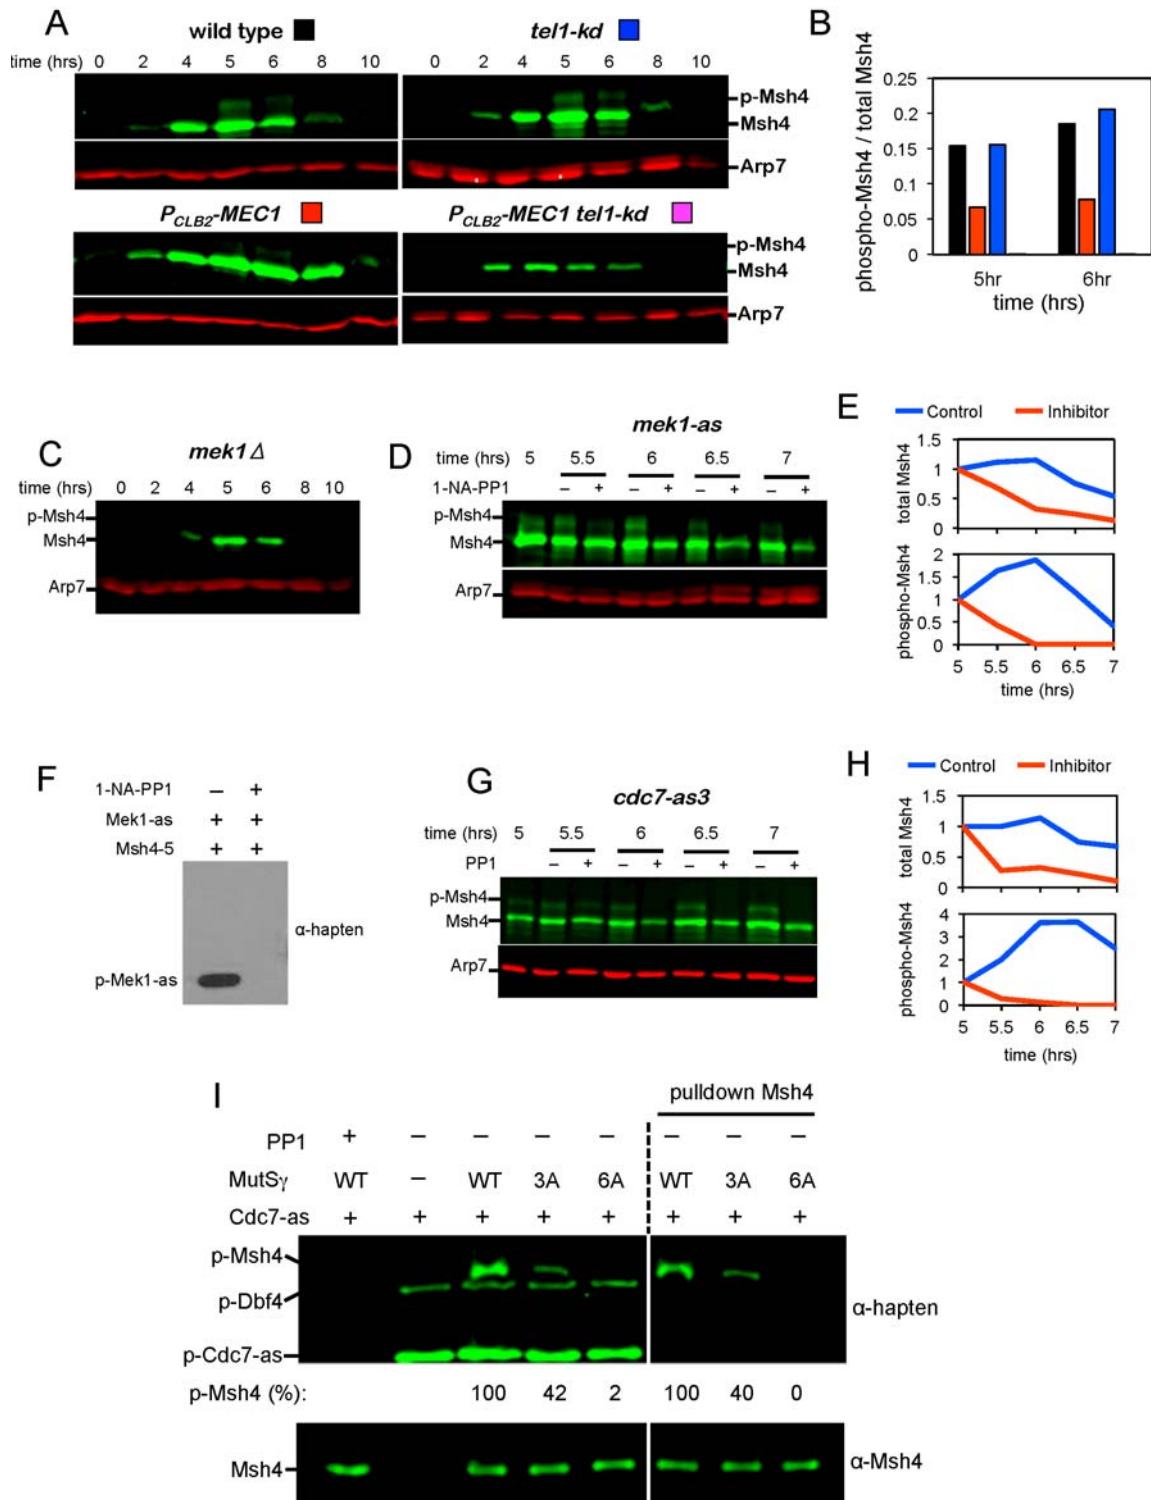 A
wild type
tel1-kd
time (hrs) 0 2 4 5 6 8 10
0 2 4 5 6 8 10
p-Msh4
Msh4
Arp7
P_CLB2-MEC1
P_CLB2-MEC1 tel1-kd
p-Msh4
Msh4
Arp7
B
phospho-Msh4 / total Msh4
0.25
0.2
0.15
0.1
0.05
0
5hr 6hr
time (hrs)
C
mek1 Δ
time (hrs) 0 2 4 5 6 8 10
p-Msh4
Msh4
Arp7
D
mek1-as
time (hrs) 5 5.5 6 6.5 7
1-NA-PP1 – + – + – + – +
p-Msh4
Msh4
Arp7
E
Control Inhibitor
total Msh4
1.5
1
0.5
0
phospho-Msh4
2
1.5
1
0.5
0
5 5.5 6 6.5 7
time (hrs)
F
1-NA-PP1 – +
Mek1-as + +
Msh4-5 + +
α-hapten
p-Mek1-as
G
cdc7-as3
time (hrs) 5 5.5 6 6.5 7
PP1 – + – + – + – +
p-Msh4
Msh4
Arp7
H
Control Inhibitor
total Msh4
1.5
1
0.5
0
phospho-Msh4
4
3
2
1
0
5 5.5 6 6.5 7
time (hrs)
I
pulldown Msh4
PP1 + – – – – – – –
MutSγ WT – WT 3A 6A WT 3A 6A
Cdc7-as + + + + + + + +
p-Msh4
p-Dbf4
p-Cdc7-as
α-hapten
p-Msh4 (%): 100 42 2 100 40 0
Msh4
α-Msh4